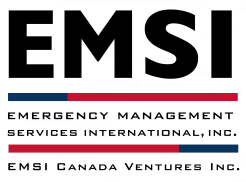 EMSI
EMERGENCY MANAGEMENT
SERVICES INTERNATIONAL, INC.
EMSI CANADA VENTURES INC.